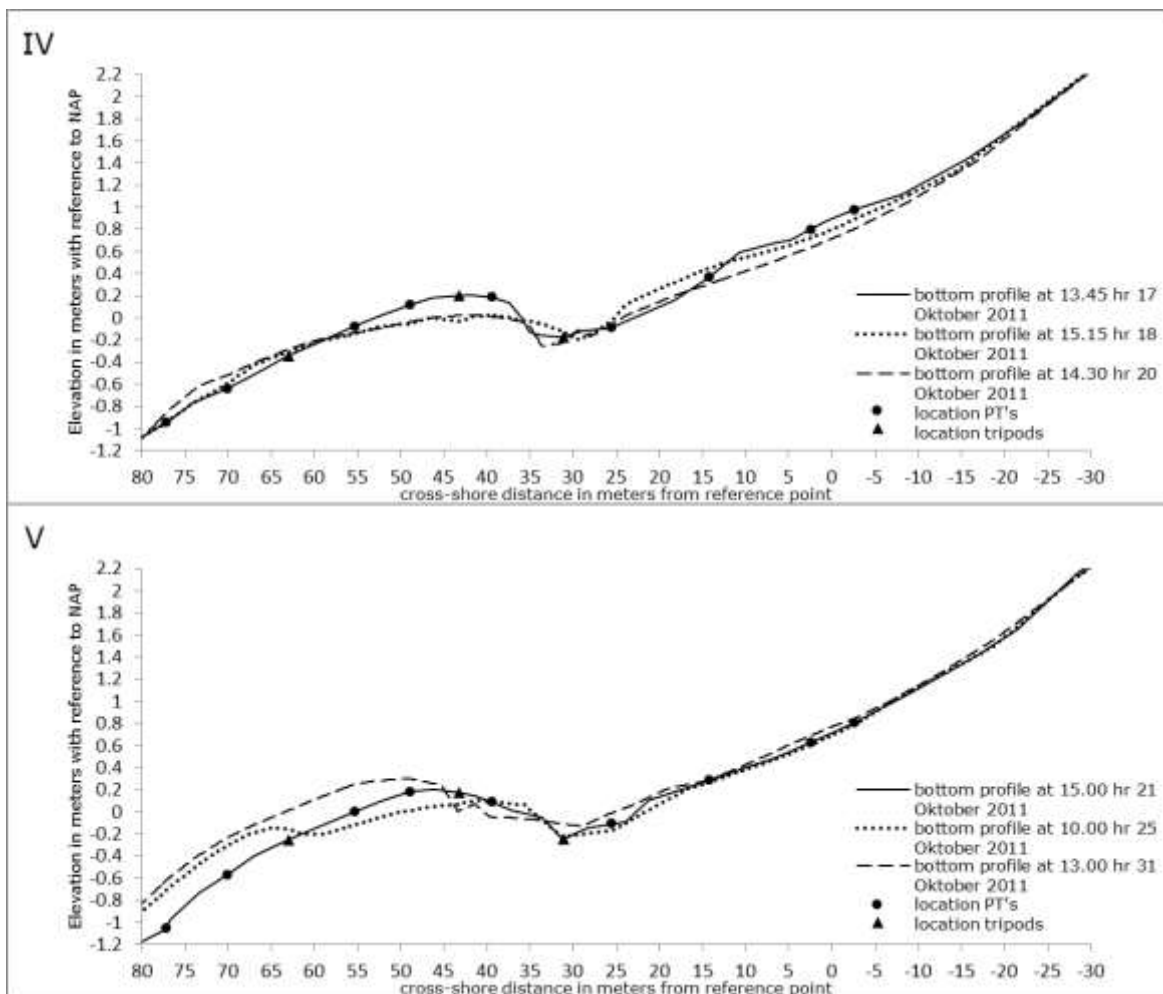 IV
Elevation in meters with reference to NAP
2.2
2
1.8
1.6
1.4
1.2
1
0.8
0.6
0.4
0.2
0
-0.2
-0.4
-0.6
-0.8
-1
-1.2
80 75 70 65 60 55 50 45 40 35 30 25 20 15 10 5 0 -5 -10 -15 -20 -25 -30
cross-shore distance in meters from reference point
bottom profile at 13.45 hr 17
Oktober 2011
bottom profile at 15.15 hr 18
Oktober 2011
bottom profile at 14.30 hr 20
Oktober 2011
location PT's
location tripods
V
Elevation in meters with reference to NAP
2.2
2
1.8
1.6
1.4
1.2
1
0.8
0.6
0.4
0.2
0
-0.2
-0.4
-0.6
-0.8
-1
-1.2
80 75 70 65 60 55 50 45 40 35 30 25 20 15 10 5 0 -5 -10 -15 -20 -25 -30
cross-shore distance in meters from reference point
bottom profile at 15.00 hr 21
Oktober 2011
bottom profile at 10.00 hr 25
Oktober 2011
bottom profile at 13.00 hr 31
Oktober 2011
location PT's
location tripods